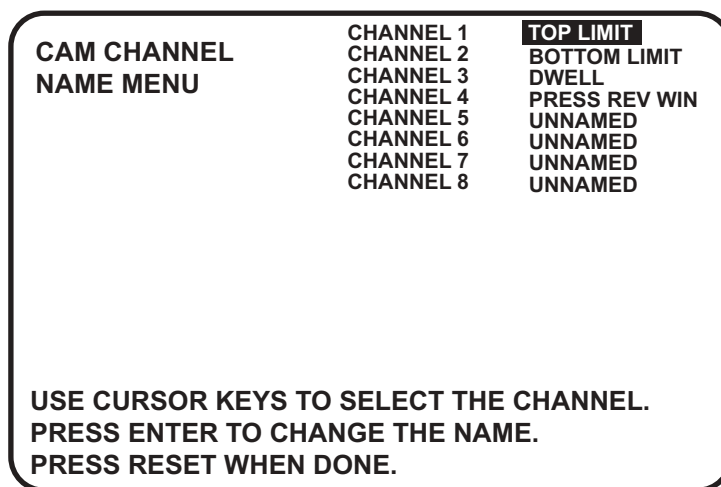 CAM CHANNEL
NAME MENU
CHANNEL 1 TOP LIMIT
CHANNEL 2 BOTTOM LIMIT
CHANNEL 3 DWELL
CHANNEL 4 PRESS REV WIN
CHANNEL 5 UNNAMED
CHANNEL 6 UNNAMED
CHANNEL 7 UNNAMED
CHANNEL 8 UNNAMED
USE CURSOR KEYS TO SELECT THE CHANNEL.
PRESS ENTER TO CHANGE THE NAME.
PRESS RESET WHEN DONE.